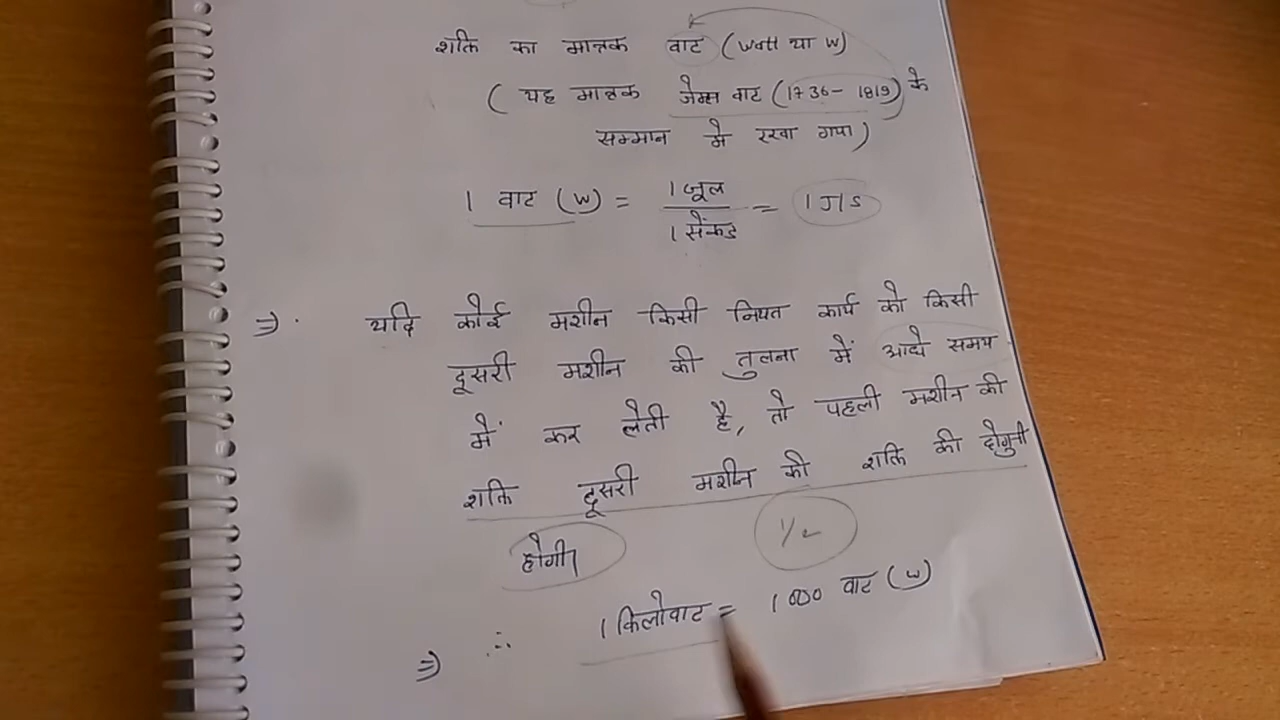 शक्ति का मात्रक वाट (watt या W)
(यह मात्रक जेम्स वाट (1736 - 1819) के
सम्मान में रखा गया)
1 वाट (W) = 1 जूल / 1 सेकंड = 1 J/S
⇒ यदि कोई मशीन किसी नियत कार्य को किसी
दूसरी मशीन की तुलना में आधे समय
में कर लेती है, तो पहली मशीन की
शक्ति दूसरी मशीन की शक्ति की दोगुनी
होगी।
1/2
⇒ ∴ 1 किलोवाट = 1000 वाट (W)